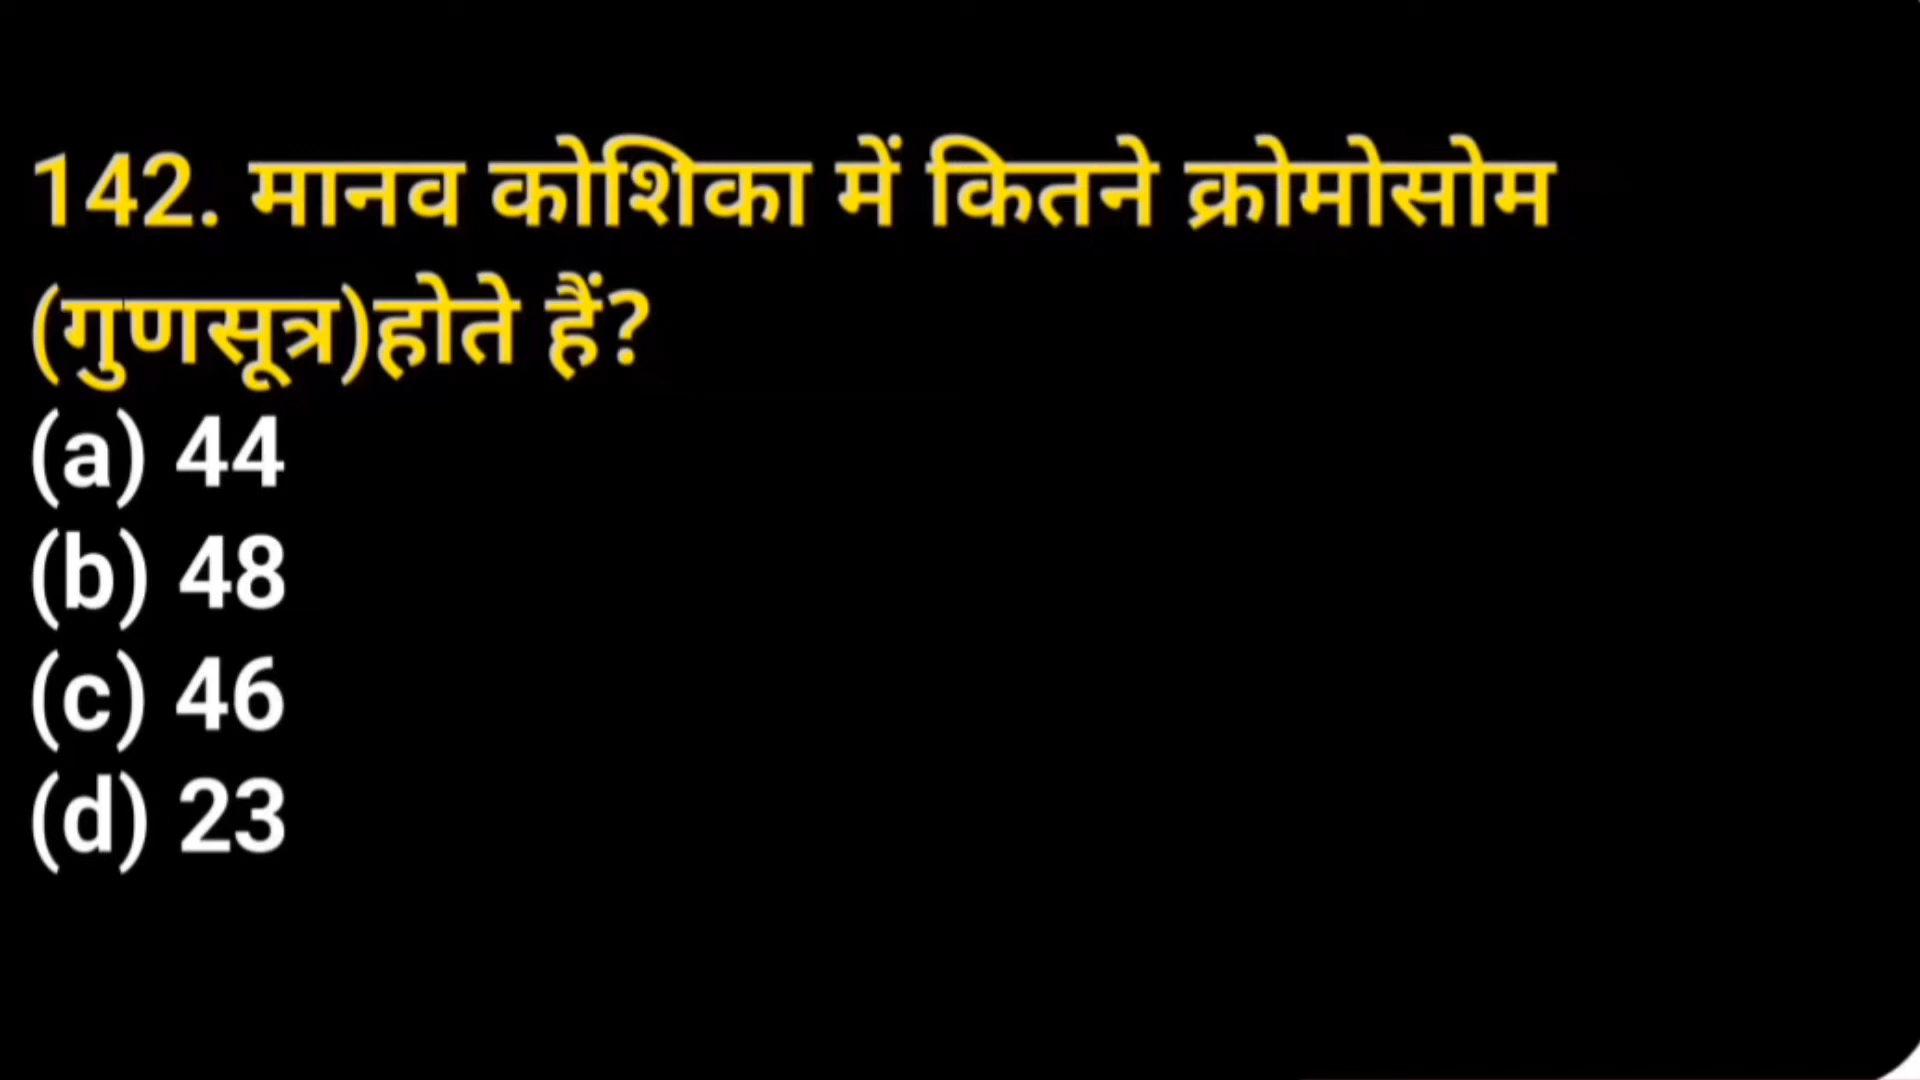 142. मानव कोशिका में कितने क्रोमोसोम
(गुणसूत्र)होते हैं?
(a) 44
(b) 48
(c) 46
(d) 23